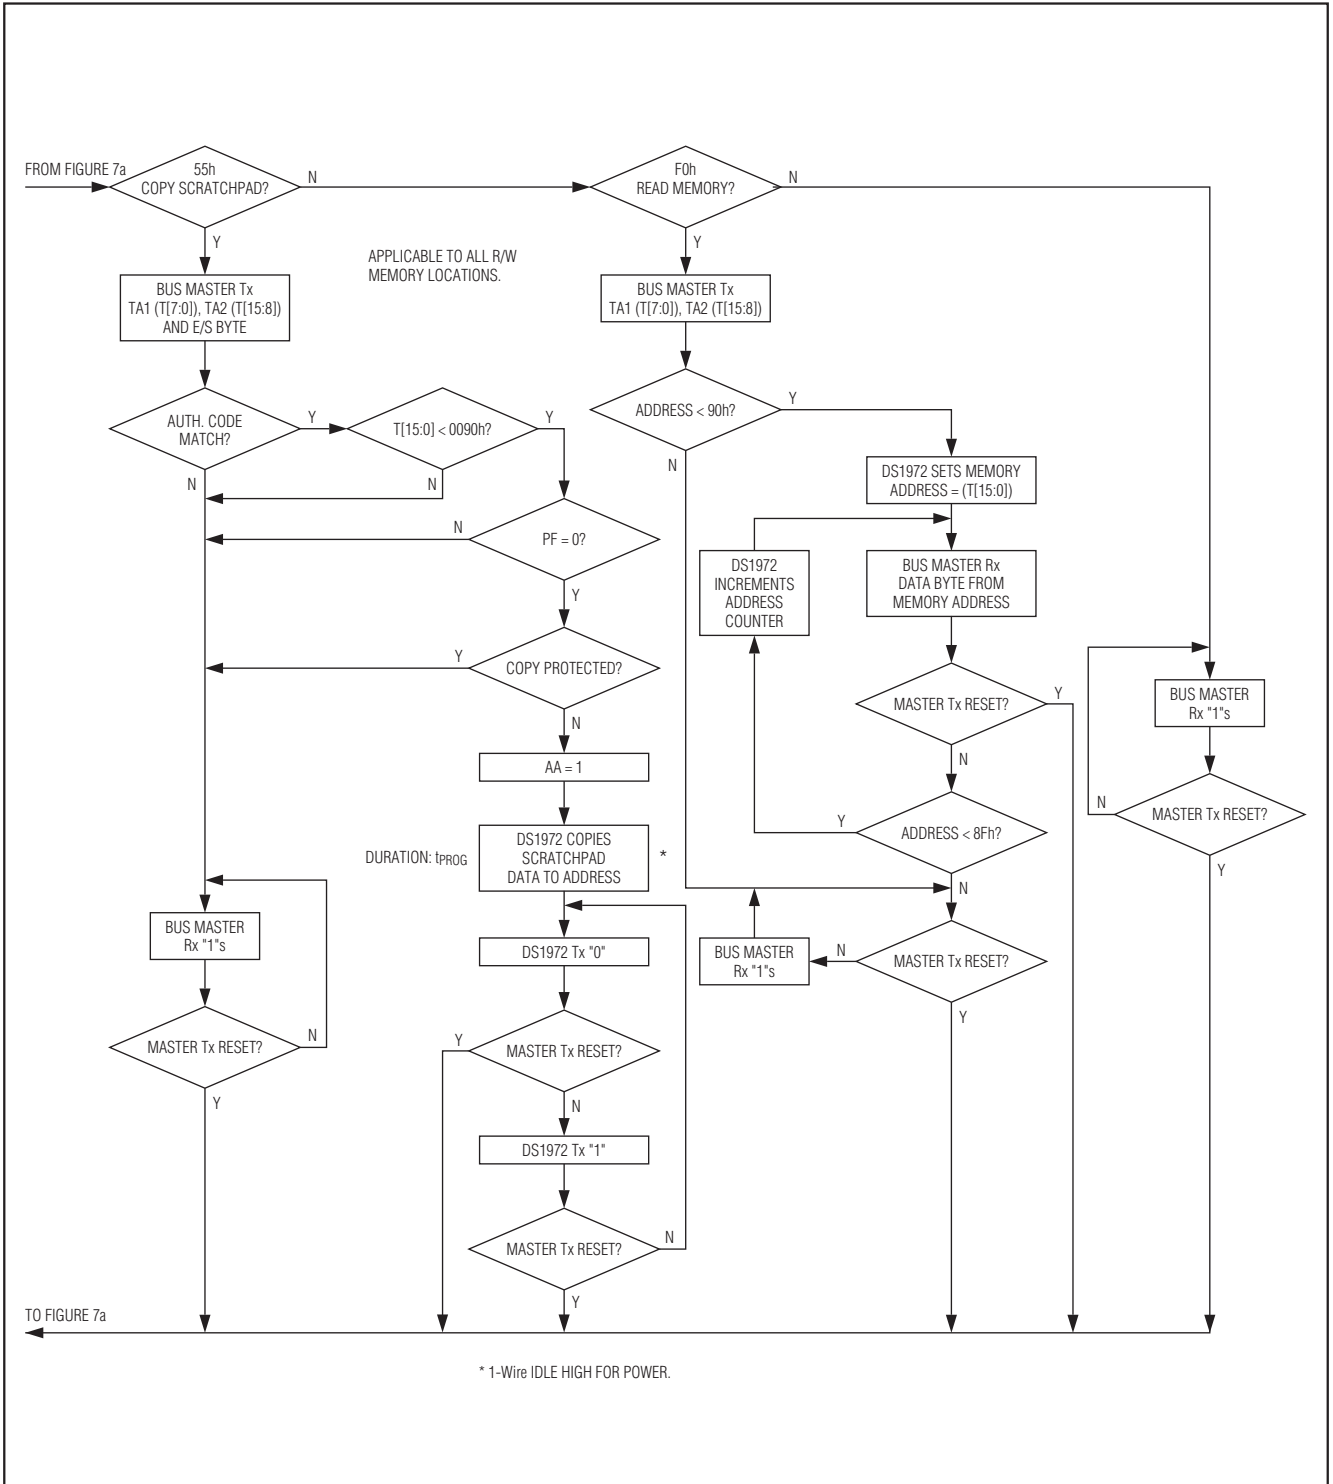 FROM FIGURE 7a
55h
COPY SCRATCHPAD?
N
Y
F0h
READ MEMORY?
N
Y
APPLICABLE TO ALL R/W
MEMORY LOCATIONS.
BUS MASTER Tx
TA1 (T[7:0]), TA2 (T[15:8])
AND E/S BYTE
BUS MASTER Tx
TA1 (T[7:0]), TA2 (T[15:8])
AUTH. CODE
MATCH?
Y
N
T[15:0] < 0090h?
Y
N
ADDRESS < 90h?
Y
N
DS1972 SETS MEMORY
ADDRESS = (T[15:0])
PF = 0?
N
Y
DS1972
INCREMENTS
ADDRESS
COUNTER
BUS MASTER Rx
DATA BYTE FROM
MEMORY ADDRESS
COPY PROTECTED?
Y
N
MASTER Tx RESET?
Y
N
BUS MASTER
Rx "1"s
AA = 1
MASTER Tx RESET?
N
Y
ADDRESS < 8Fh?
Y
N
DURATION: tPROG
DS1972 COPIES
SCRATCHPAD
DATA TO ADDRESS
*
BUS MASTER
Rx "1"s
DS1972 Tx "0"
BUS MASTER
Rx "1"s
N
MASTER Tx RESET?
Y
MASTER Tx RESET?
N
Y
MASTER Tx RESET?
Y
N
DS1972 Tx "1"
MASTER Tx RESET?
N
Y
TO FIGURE 7a
* 1-Wire IDLE HIGH FOR POWER.